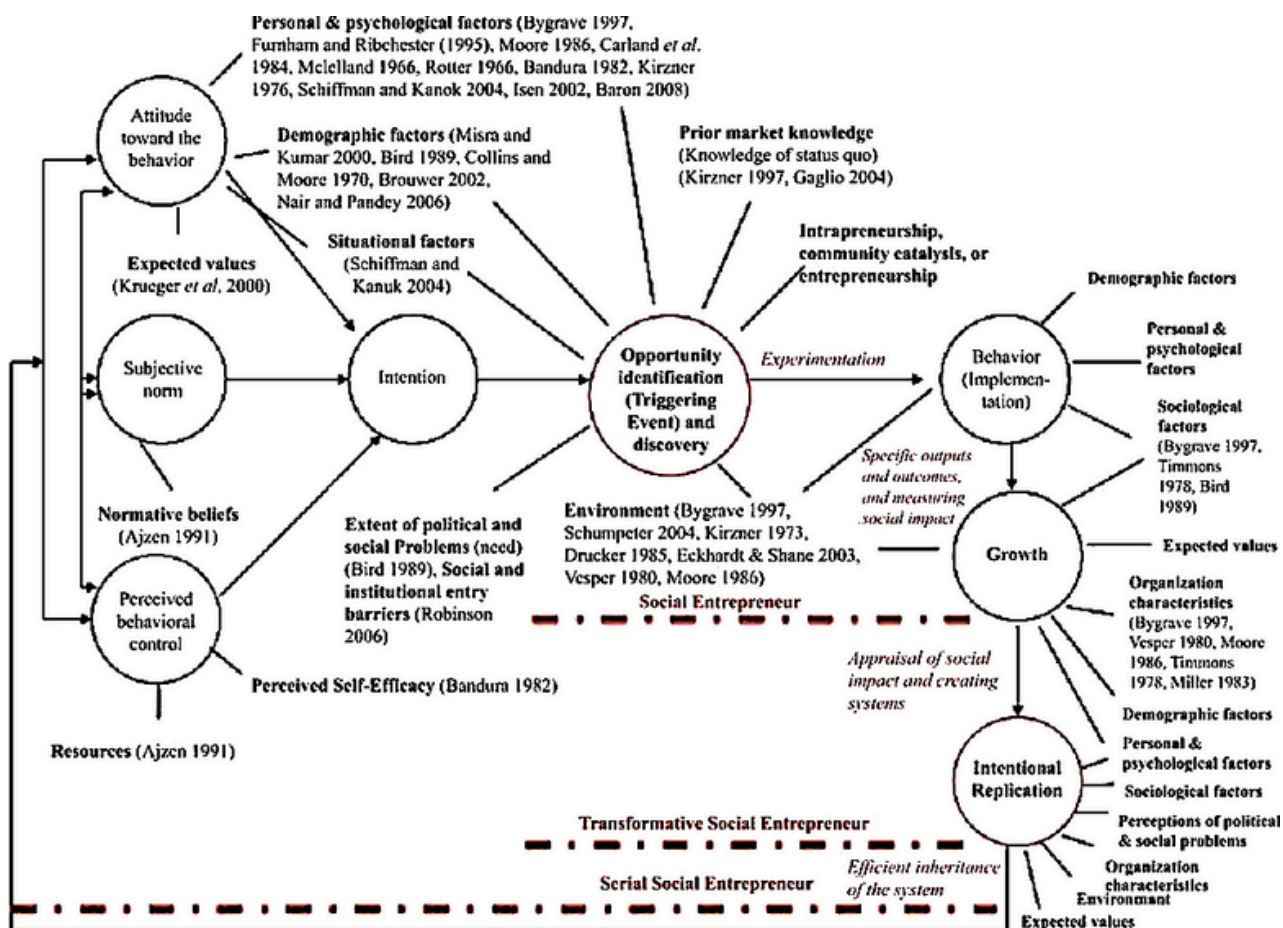 Personal & psychological factors (Bygrave 1997,
Furnham and Ribchester (1995), Moore 1986, Carland et al.
1984, Mclelland 1966, Rotter 1966, Bandura 1982, Kirzner
1976, Schiffman and Kanok 2004, Isen 2002, Baron 2008)
Attitude
toward the
behavior
Demographic factors (Misra and
Kumar 2000, Bird 1989, Collins and
Moore 1970, Brouwer 2002,
Nair and Pandey 2006)
Prior market knowledge
(Knowledge of status quo)
(Kirzner 1997, Gaglio 2004)
Situational factors
(Schiffman and
Kanuk 2004)
Intrapreneurship,
community catalysis, or
entrepreneurship
Expected values
(Krueger et al, 2000)
Subjective
norm
Intention
Opportunity
identification
(Triggering
Event) and
discovery
Experimentation
Behavior
(Implemen-
tation)
Demographic factors
Personal &
psychological
factors
Sociological
factors
(Bygrave 1997,
Timmons
1978, Bird
1989)
Specific outputs
and outcomes,
and measuring
social impact
Normative beliefs
(Ajzen 1991)
Extent of political and
social Problems (need)
(Bird 1989), Social and
institutional entry
barriers (Robinson
2006)
Environment (Bygrave 1997,
Schumpeter 2004, Kirzner 1973,
Drucker 1985, Eckhardt & Shane 2003,
Vesper 1980, Moore 1986)
Growth
Expected values
Organization
characteristics
(Bygrave 1997,
Vesper 1980, Moore
1986, Timmons
1978, Miller 1983)
Social Entrepreneur
Perceived
behavioral
control
Perceived Self-Efficacy (Bandura 1982)
Resources (Ajzen 1991)
Appraisal of social
impact and creating
systems
Demographic factors
Personal &
psychological factors
Intentional
Replication
Sociological factors
Perceptions of political
& social problems
Transformative Social Entrepreneur
Efficient inheritance
of the system
Organization
characteristics
Serial Social Entrepreneur
Environmant
Expected values